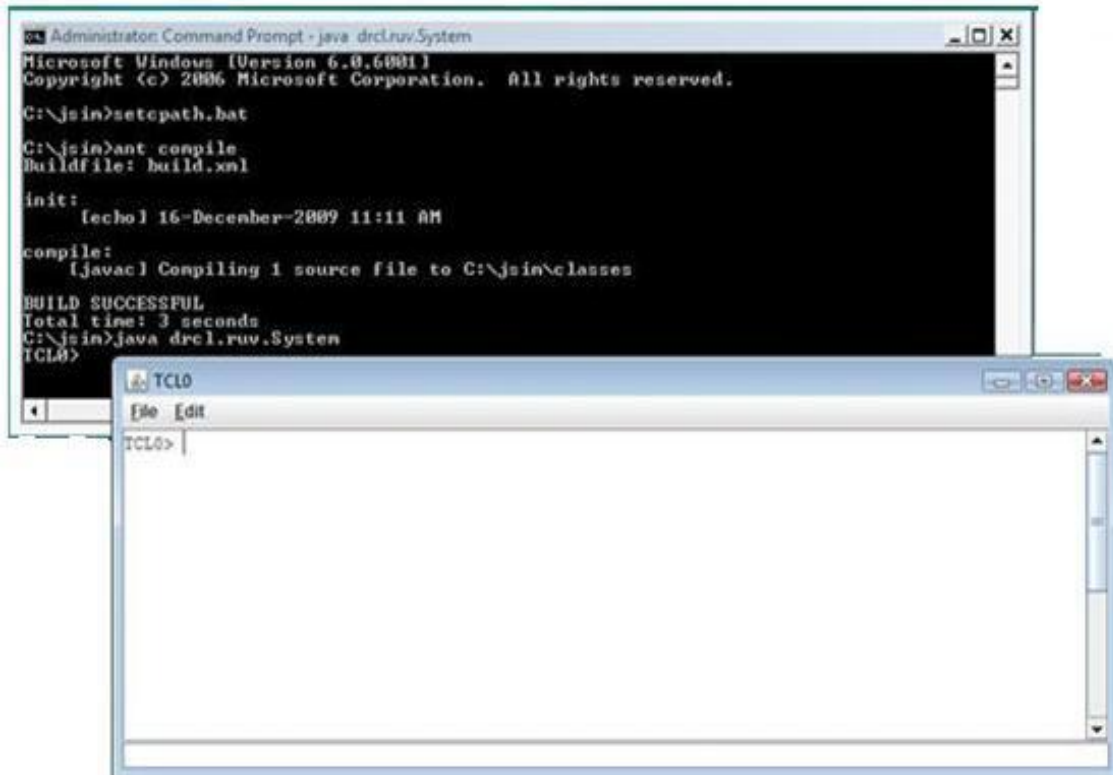 Administrator: Command Prompt - java drcl.ruv.System
Microsoft Windows [Version 6.0.6001]
Copyright (c) 2006 Microsoft Corporation. All rights reserved.
C:\jsim>setcpath.bat
C:\jsim>ant compile
Buildfile: build.xml
init:
[echo] 16-December-2009 11:11 AM
compile:
[javac] Compiling 1 source file to C:\jsim\classes
BUILD SUCCESSFUL
Total time: 3 seconds
C:\jsim>java drcl.ruv.System
TCL0>
TCL0
File Edit
TCL0>